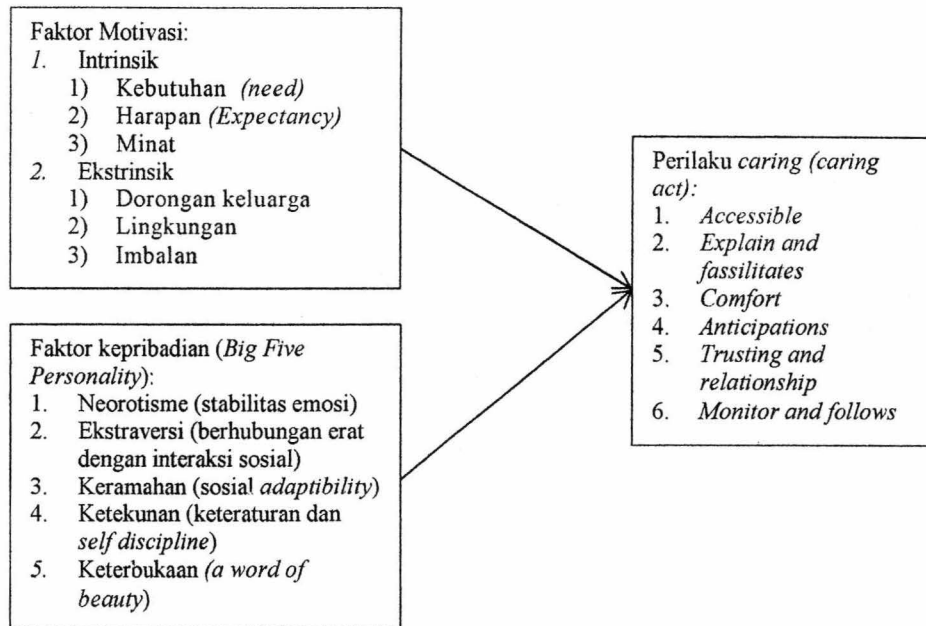 Faktor Motivasi:
1. Intrinsik
1) Kebutuhan (need)
2) Harapan (Expectancy)
3) Minat
2. Ekstrinsik
1) Dorongan keluarga
2) Lingkungan
3) Imbalan
Faktor kepribadian (Big Five
Personality):
1. Neorotisme (stabilitas emosi)
2. Ekstraversi (berhubungan erat
dengan interaksi sosial)
3. Keramahan (sosial adaptibility)
4. Ketekunan (keteraturan dan
self discipline)
5. Keterbukaan (a word of
beauty)
Perilaku caring (caring
act):
1. Accessible
2. Explain and
fassilitates
3. Comfort
4. Anticipations
5. Trusting and
relationship
6. Monitor and follows